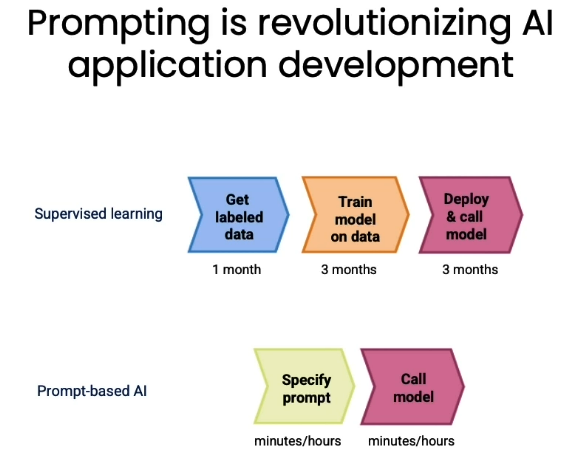 Prompting is revolutionizing AI
application development
Supervised learning
Get
labeled
data
Train
model
on data
Deploy
& call
model
1 month
3 months
3 months
Prompt-based AI
Specify
prompt
Call
model
minutes/hours
minutes/hours